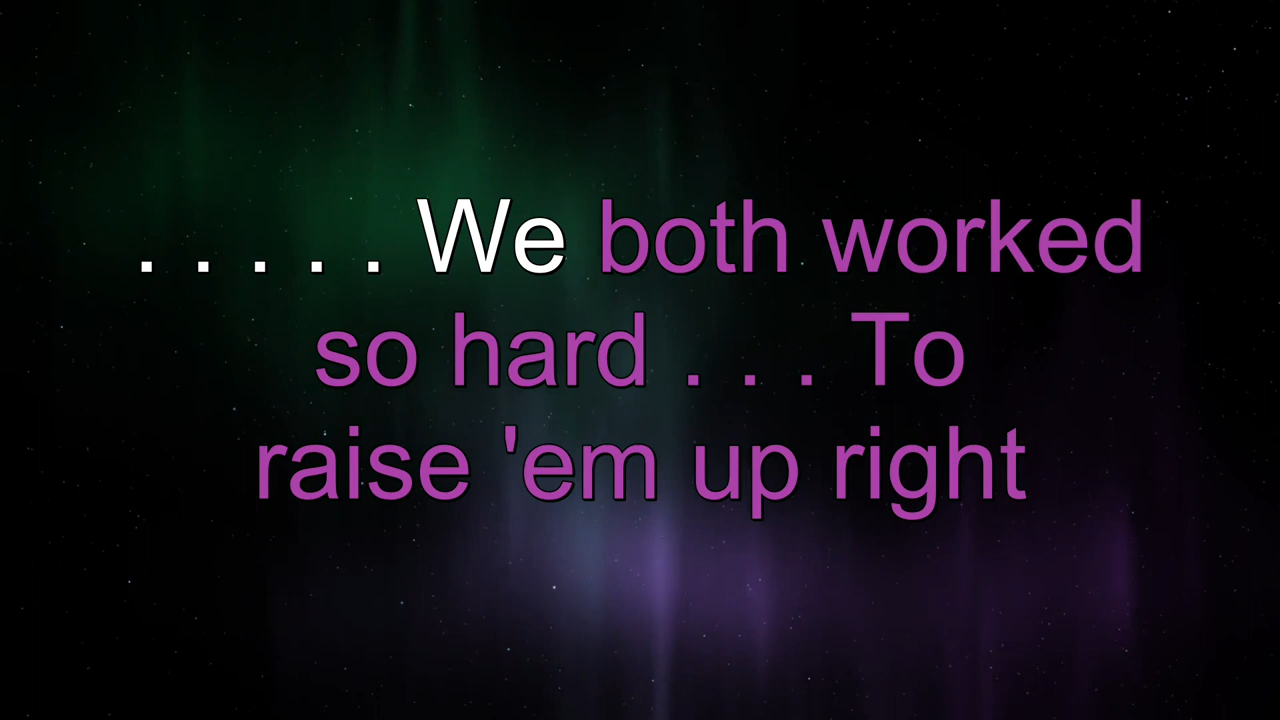 . . . . . We both worked
so hard . . . To
raise 'em up right